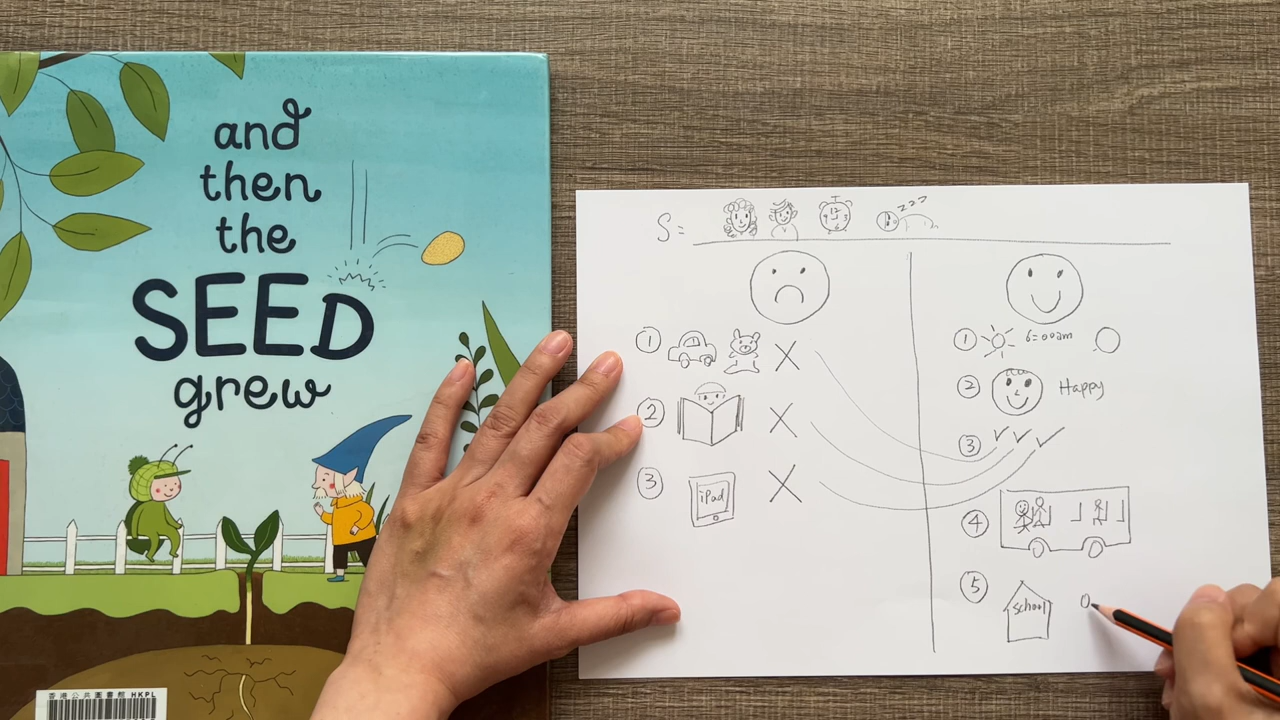 and
then
the
SEED
grew
香港公共圖書館 HKPL
S=
zzz
①
②
③
iPad
①
6:00am
②
Happy
③
④
⑤
school